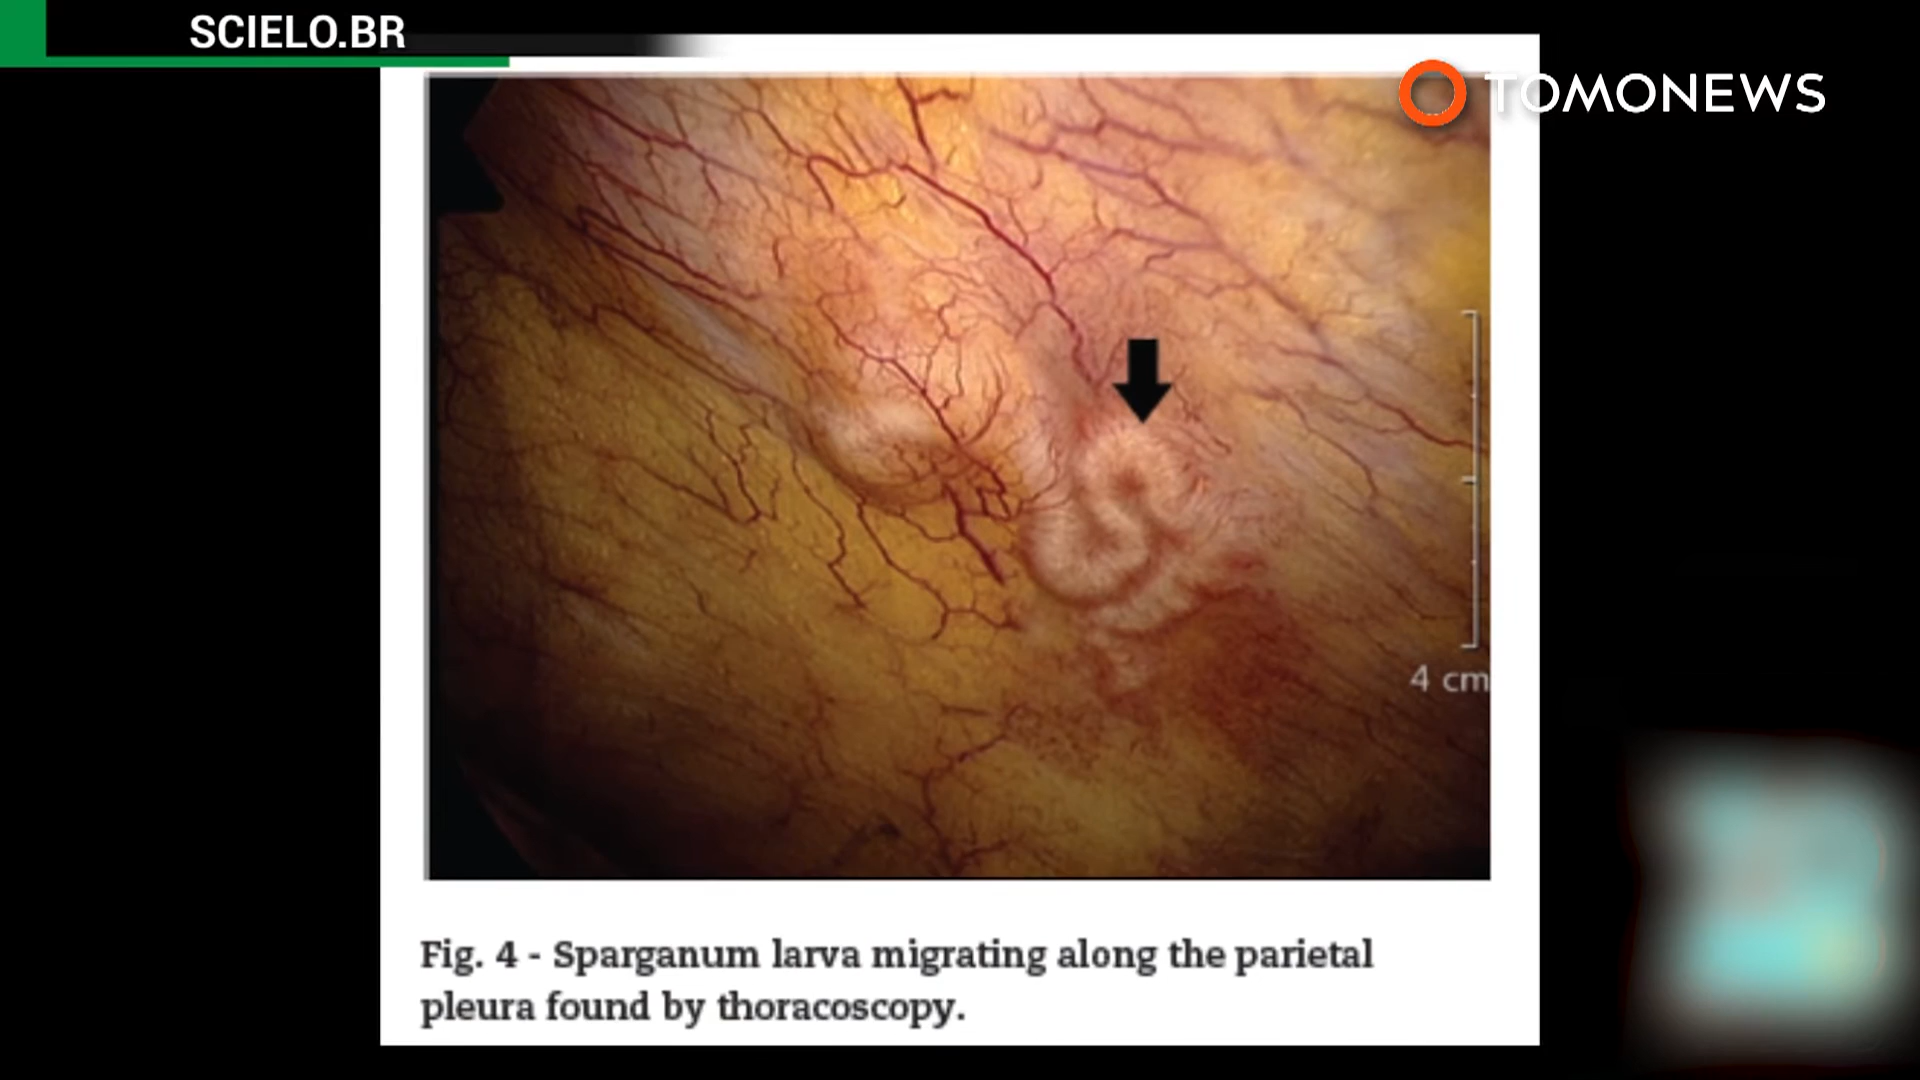 SCIELO.BR
TOMONEWS
4 cm
Fig. 4 - Sparganum larva migrating along the parietal
pleura found by thoracoscopy.